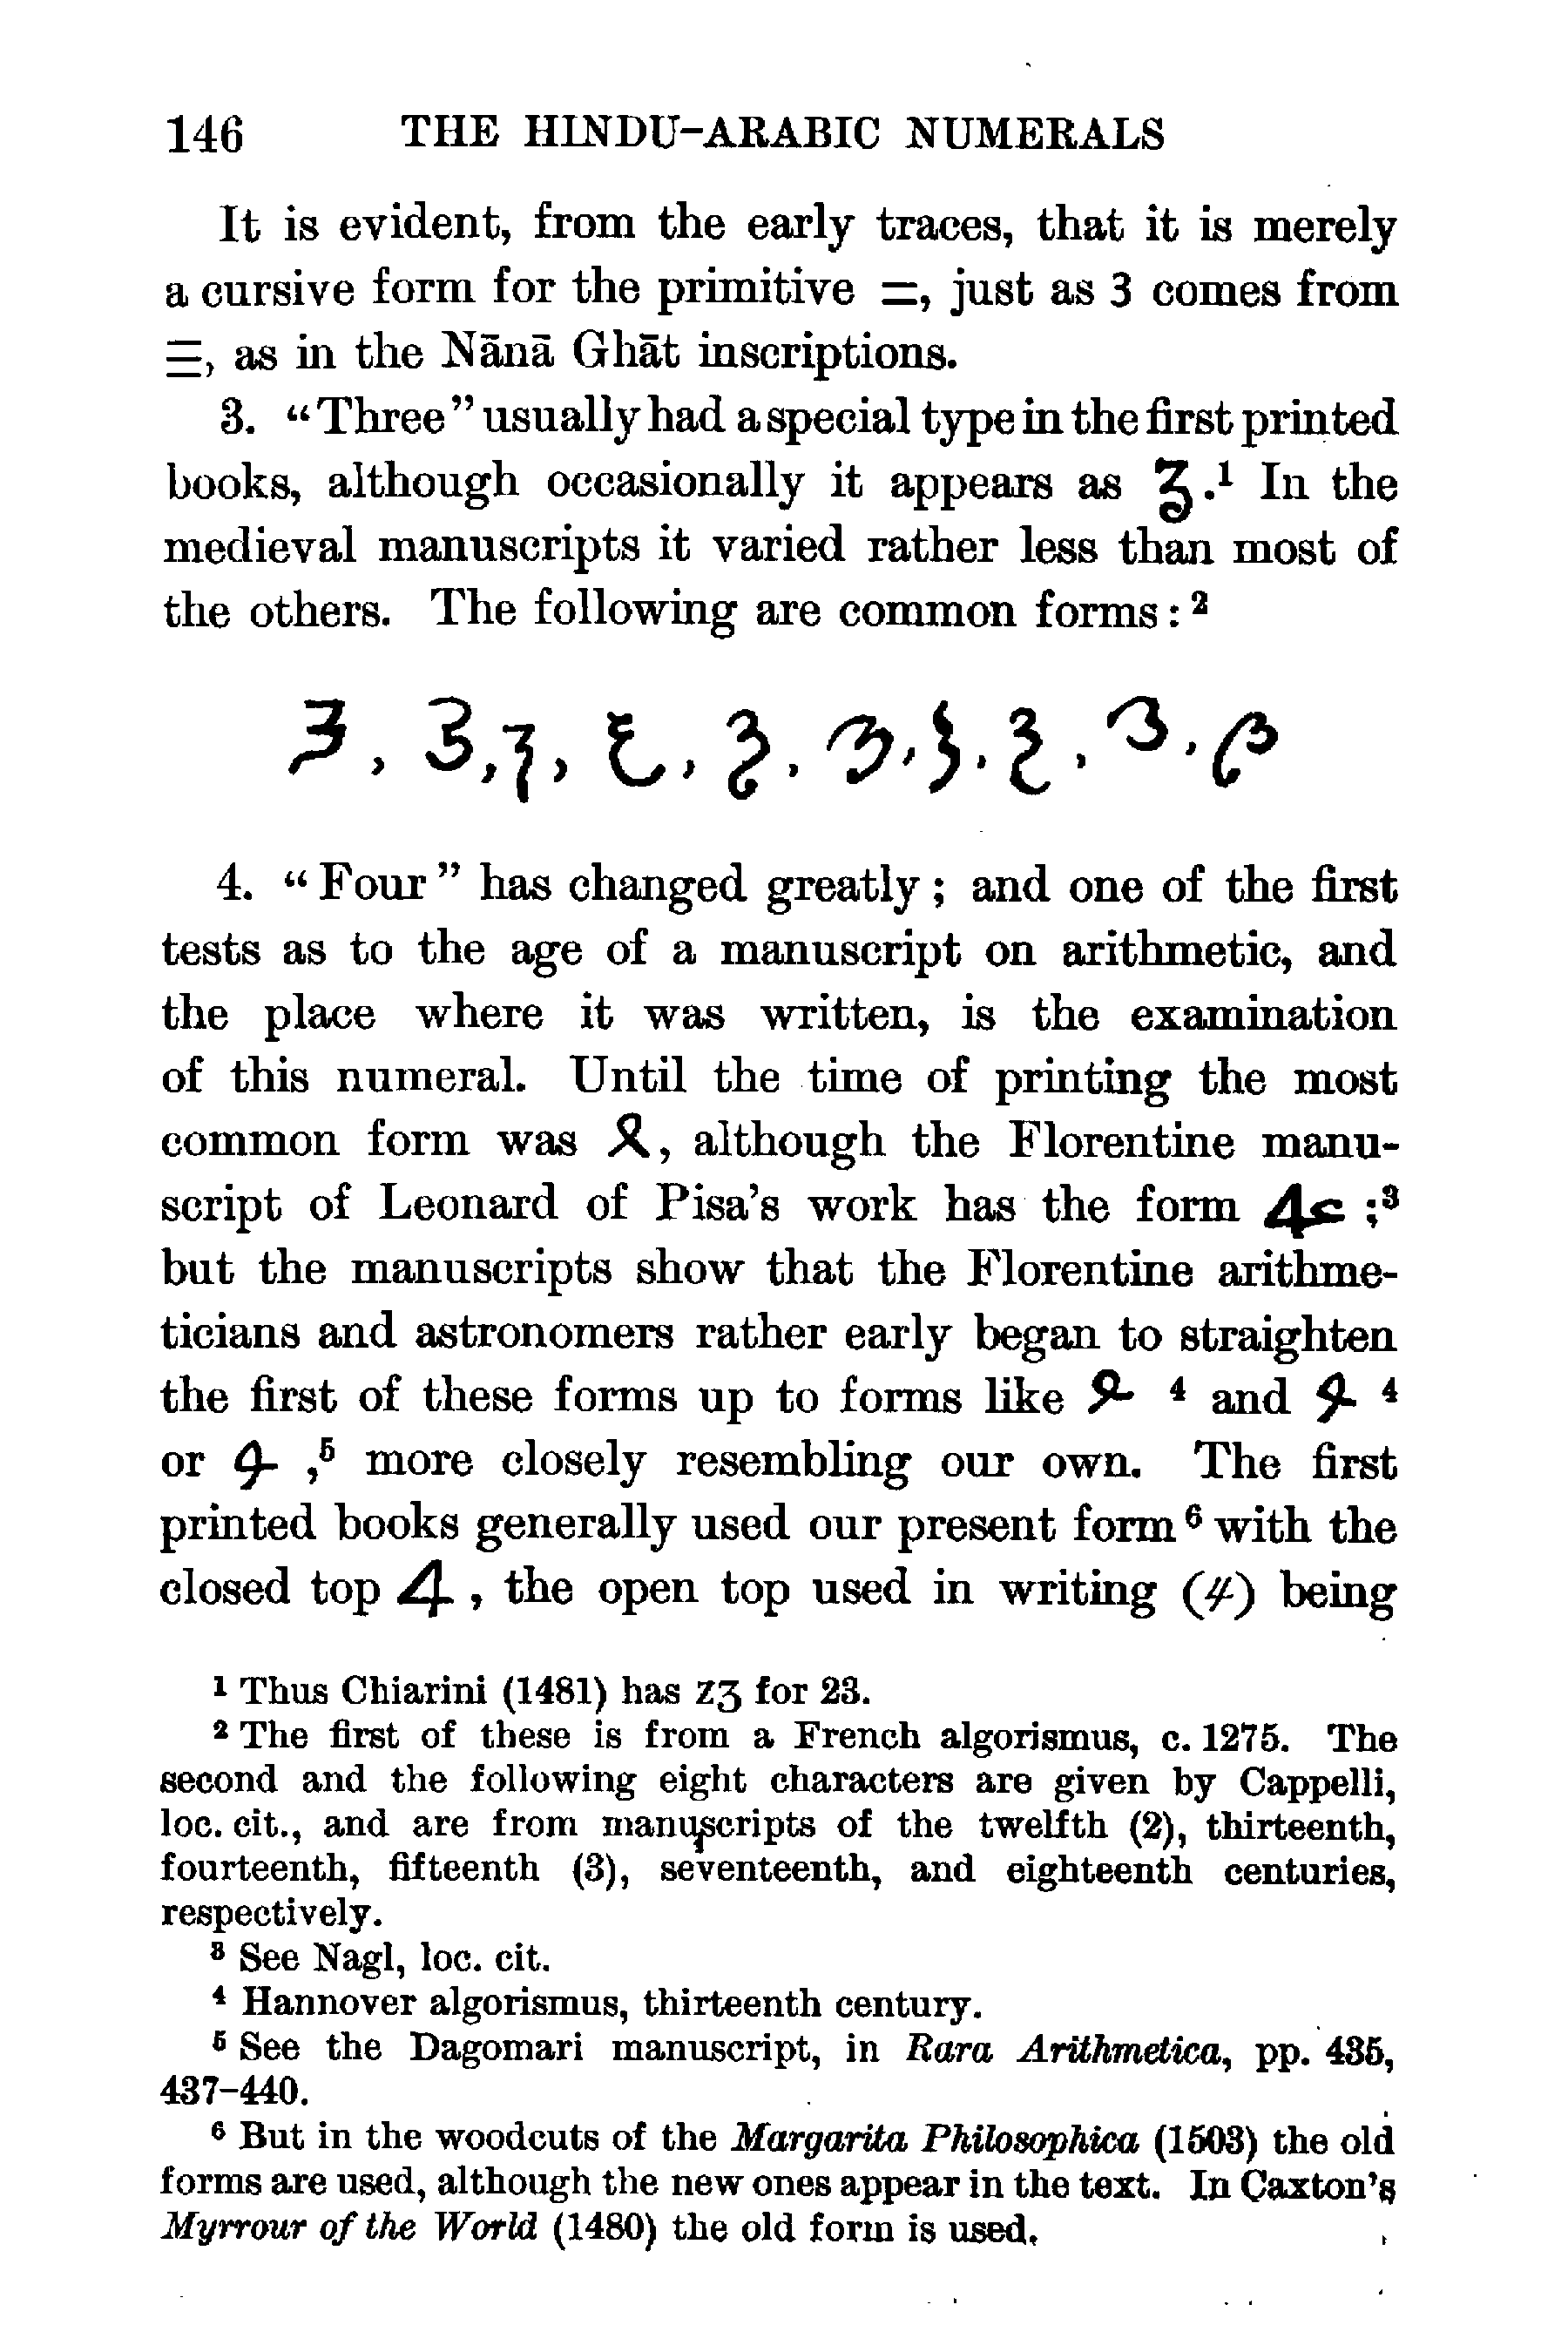 146 THE HINDU-ARABIC NUMERALS
It is evident, from the early traces, that it is merely
a cursive form for the primitive =, just as 3 comes from
≡, as in the Nānā Ghāt inscriptions.
3. “Three” usually had a special type in the first printed
books, although occasionally it appears as ʒ.¹ In the
medieval manuscripts it varied rather less than most of
the others. The following are common forms:²
4. “Four” has changed greatly; and one of the first
tests as to the age of a manuscript on arithmetic, and
the place where it was written, is the examination
of this numeral. Until the time of printing the most
common form was , although the Florentine manu-
script of Leonard of Pisa’s work has the form ;³
but the manuscripts show that the Florentine arithme-
ticians and astronomers rather early began to straighten
the first of these forms up to forms like ⁴ and ⁴
or ,⁵ more closely resembling our own. The first
printed books generally used our present form⁶ with the
closed top 4, the open top used in writing () being
¹ Thus Chiarini (1481) has Zʒ for 23.
² The first of these is from a French algorismus, c. 1275. The
second and the following eight characters are given by Cappelli,
loc. cit., and are from manuscripts of the twelfth (2), thirteenth,
fourteenth, fifteenth (3), seventeenth, and eighteenth centuries,
respectively.
³ See Nagl, loc. cit.
⁴ Hannover algorismus, thirteenth century.
⁵ See the Dagomari manuscript, in Rara Arithmetica, pp. 435,
437–440.
⁶ But in the woodcuts of the Margarita Philosophica (1503) the old
forms are used, although the new ones appear in the text. In Caxton’s
Myrrour of the World (1480) the old form is used.